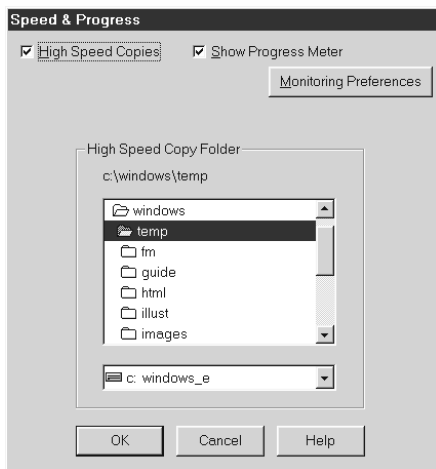 Speed & Progress
High Speed Copies
Show Progress Meter
Monitoring Preferences
High Speed Copy Folder
c:\windows\temp
windows
temp
fm
guide
html
illust
images
c: windows_e
OK
Cancel
Help